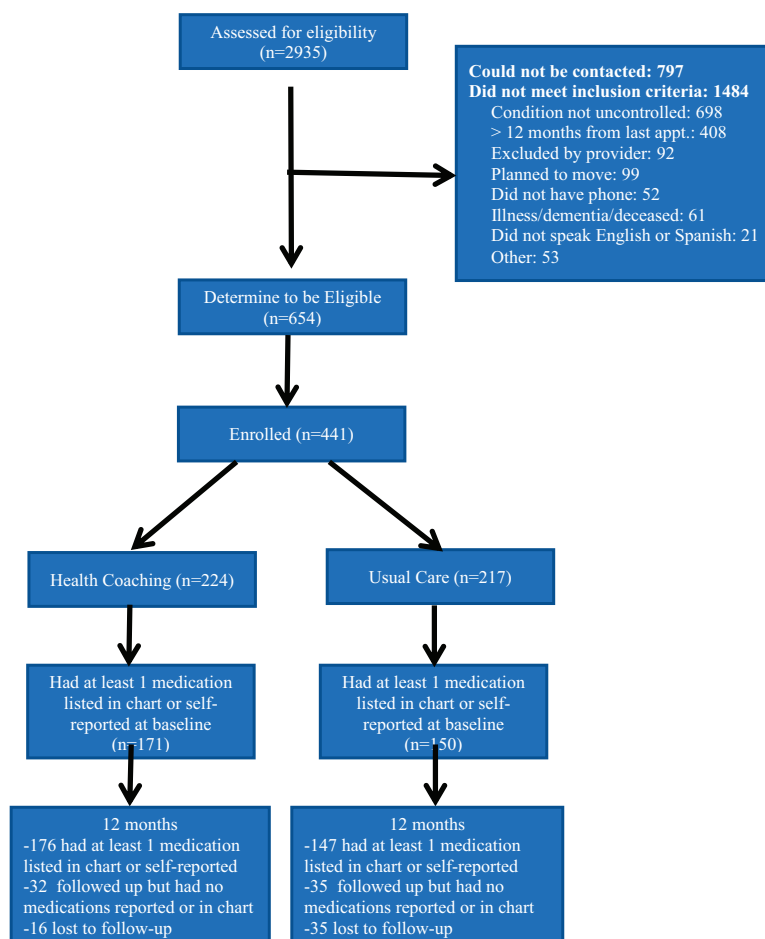 Assessed for eligibility
(n=2935)
Could not be contacted: 797
Did not meet inclusion criteria: 1484
Condition not uncontrolled: 698
> 12 months from last appt.: 408
Excluded by provider: 92
Planned to move: 99
Did not have phone: 52
Illness/dementia/deceased: 61
Did not speak English or Spanish: 21
Other: 53
Determine to be Eligible
(n=654)
Enrolled (n=441)
Health Coaching (n=224)
Usual Care (n=217)
Had at least 1 medication
listed in chart or self-
reported at baseline
(n=171)
Had at least 1 medication
listed in chart or self-
reported at baseline
(n=150)
12 months
-176 had at least 1 medication
listed in chart or self-reported
-32 followed up but had no
medications reported or in chart
-16 lost to follow-up
12 months
-147 had at least 1 medication
listed in chart or self-reported
-35 followed up but had no
medications reported or in chart
-35 lost to follow-up